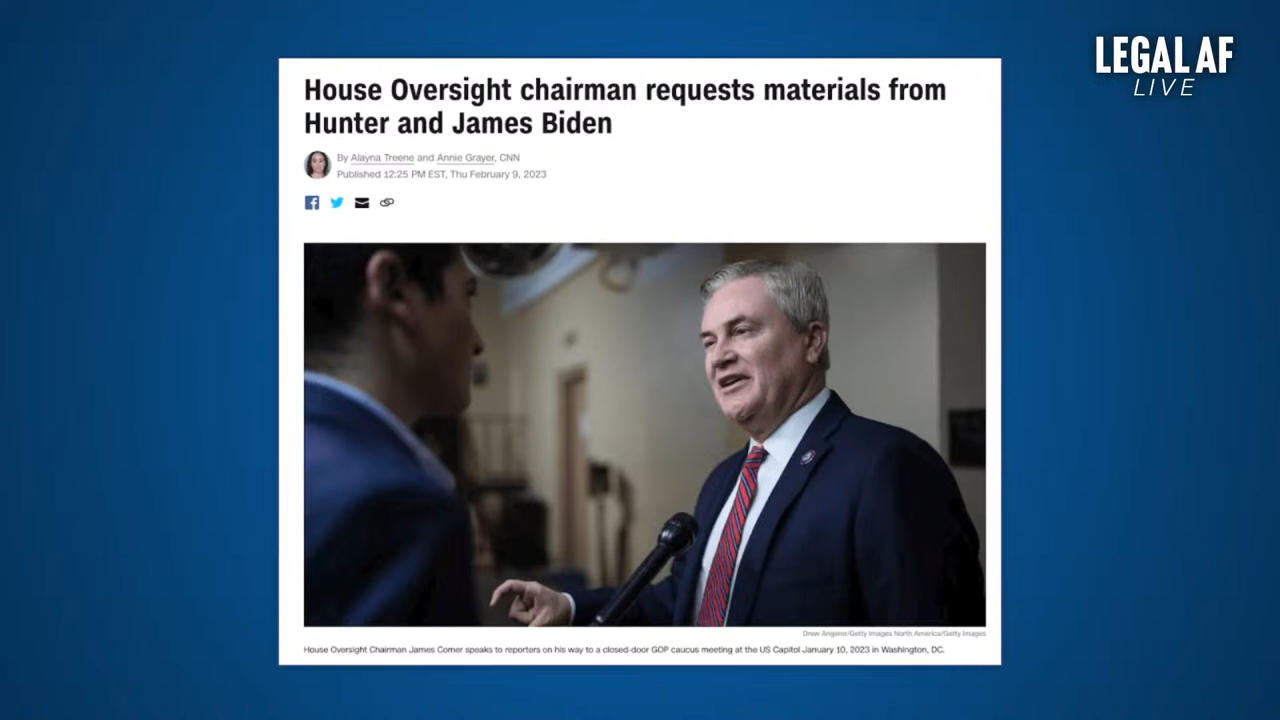 LEGAL AF
LIVE
House Oversight chairman requests materials from
Hunter and James Biden
By Alayna Treene and Annie Grayer, CNN
Published 12:25 PM EST, Thu February 9, 2023
Drew Angerer/Getty Images North America/Getty Images
House Oversight Chairman James Comer speaks to reporters on his way to a closed-door GOP caucus meeting at the US Capitol January 10, 2023 in Washington, DC.